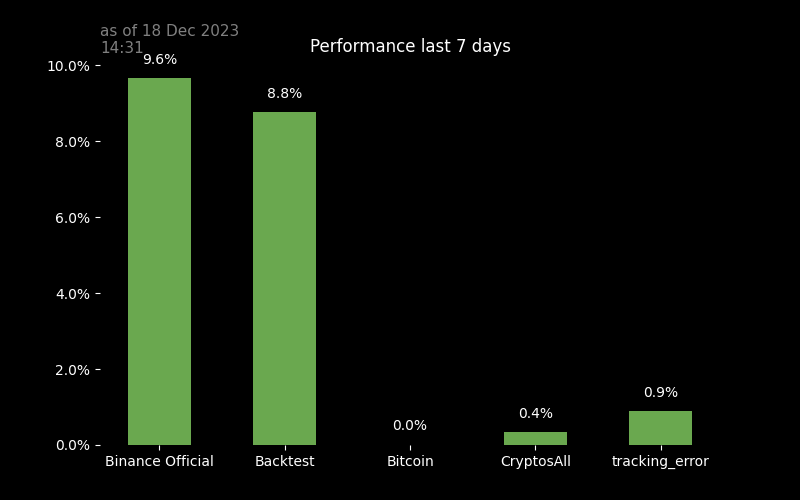 as of 18 Dec 2023
14:31
Performance last 7 days
10.0%
8.0%
6.0%
4.0%
2.0%
0.0%
9.6%
8.8%
0.0%
0.4%
0.9%
Binance Official
Backtest
Bitcoin
CryptosAll
tracking_error